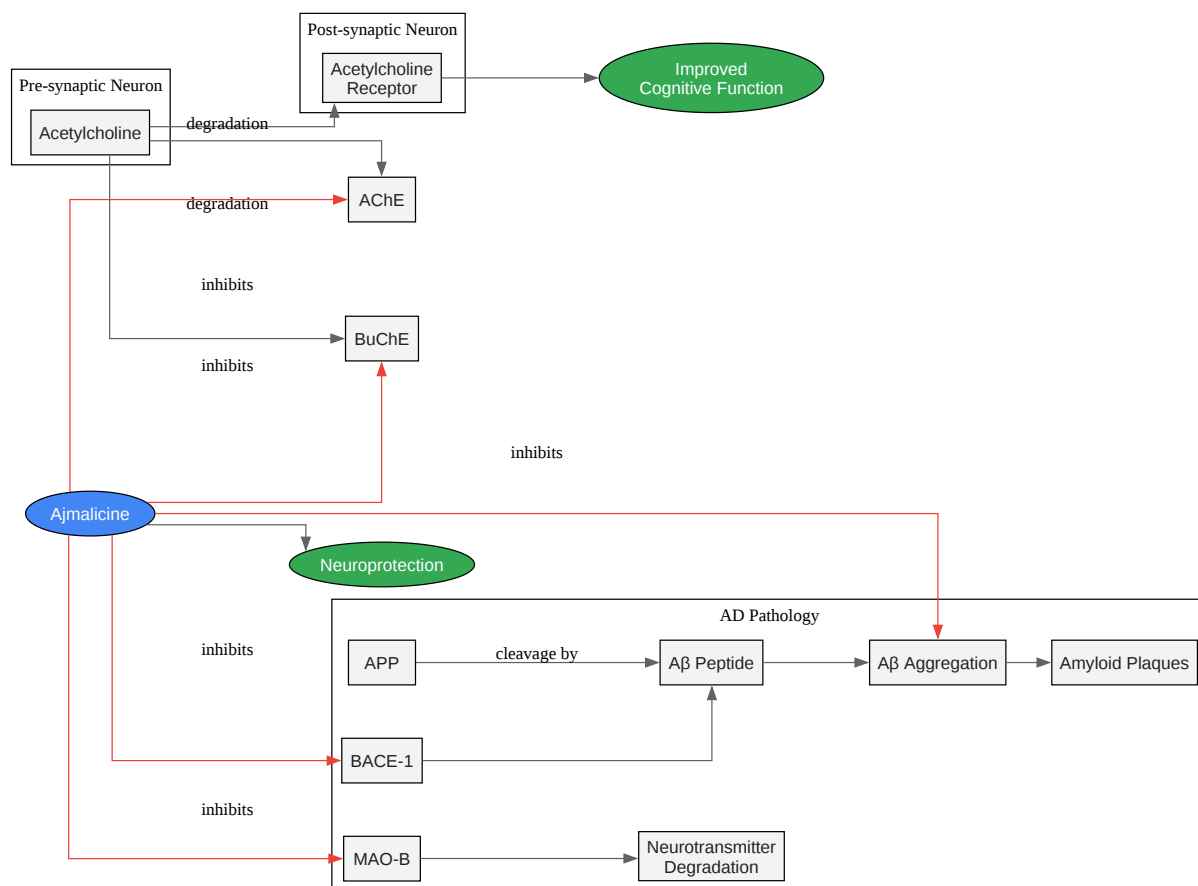 Post-synaptic Neuron
Acetylcholine
Receptor
Improved
Cognitive Function
Pre-synaptic Neuron
Acetylcholine
degradation
AChE
degradation
inhibits
BuChE
inhibits
inhibits
Ajmalicine
Neuroprotection
AD Pathology
inhibits
APP
cleavage by
Aβ Peptide
Aβ Aggregation
Amyloid Plaques
BACE-1
inhibits
MAO-B
Neurotransmitter
Degradation